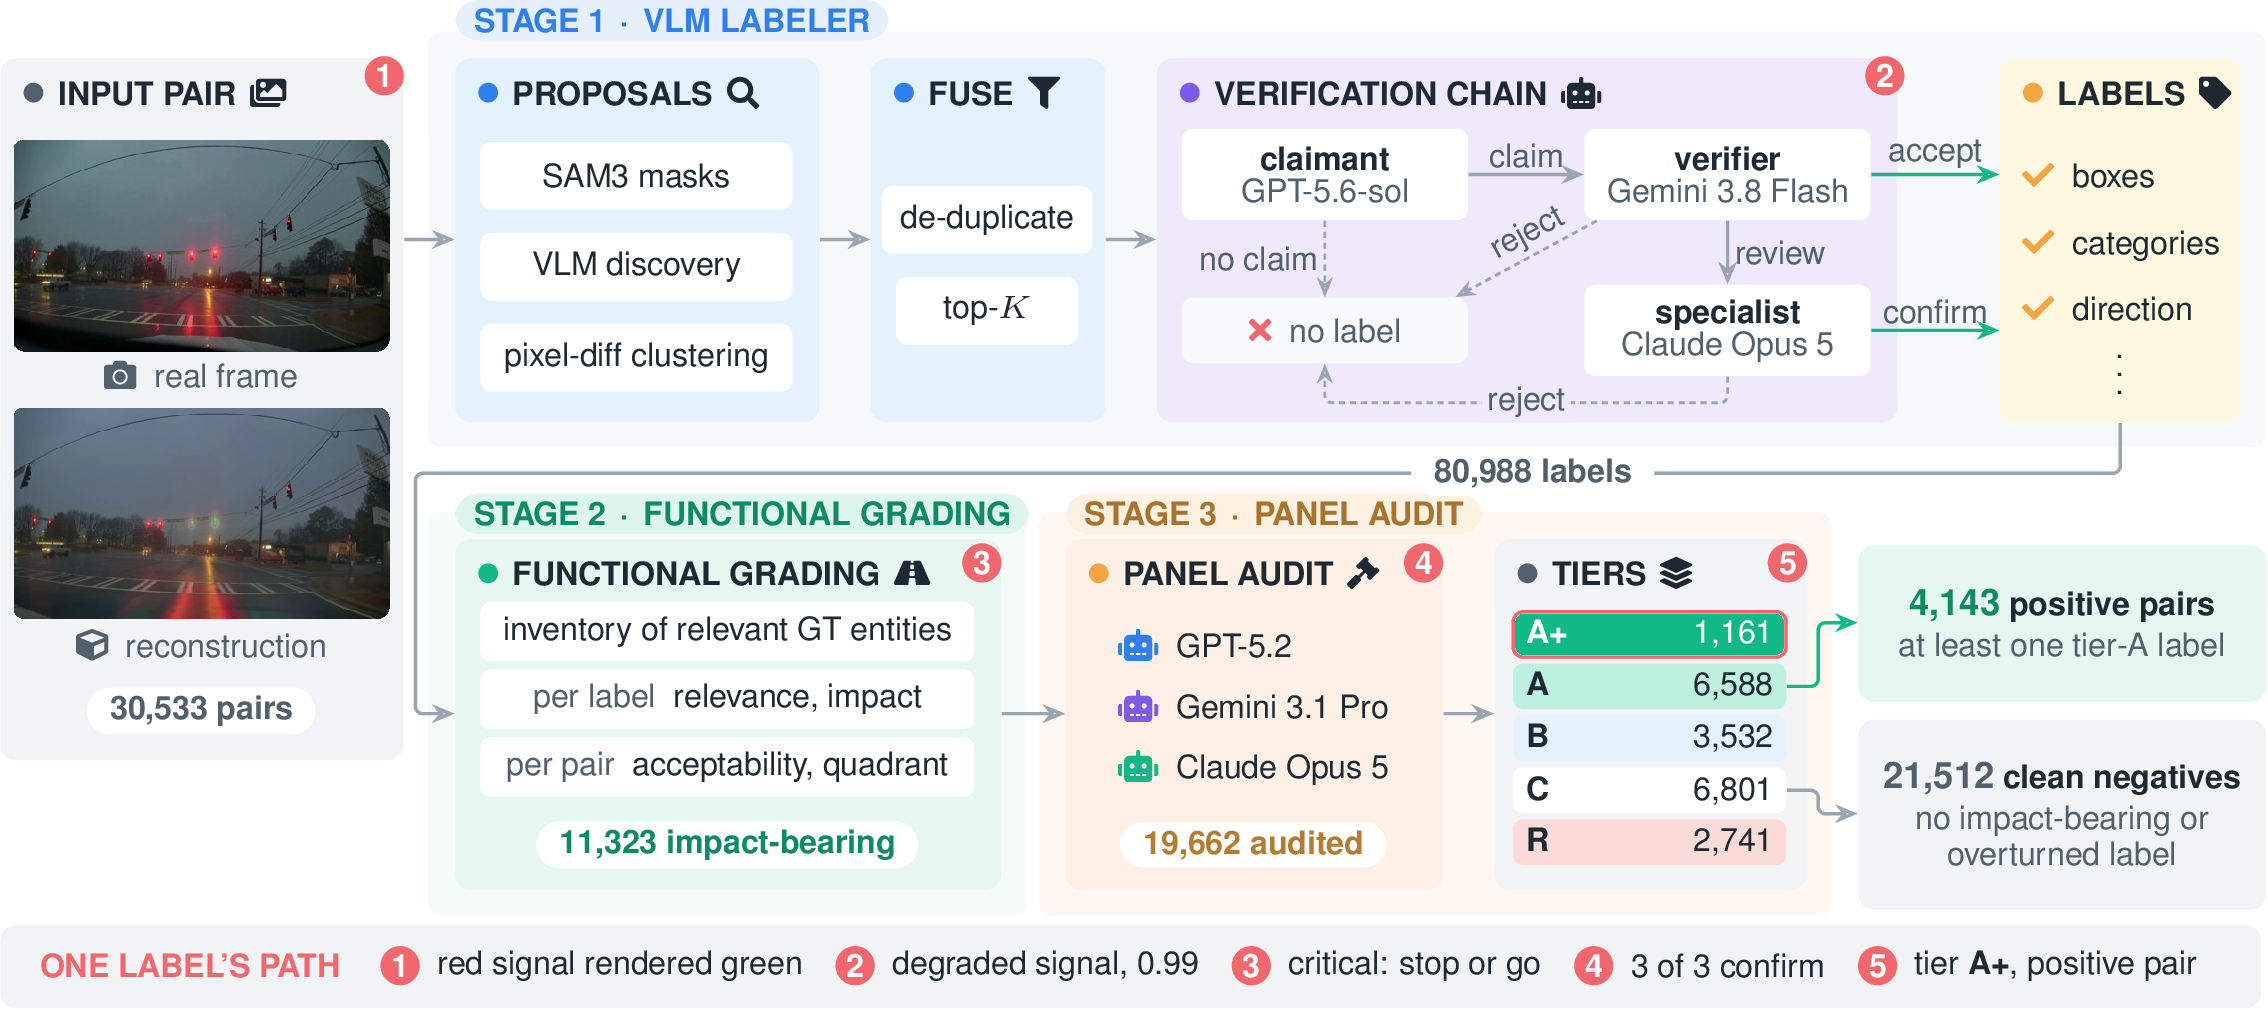 STAGE 1 · VLM LABELER
INPUT PAIR
1
real frame
reconstruction
30,533 pairs
PROPOSALS
SAM3 masks
VLM discovery
pixel-diff clustering
FUSE
de-duplicate
top-K
VERIFICATION CHAIN
2
claimant
GPT-5.6-sol
claim
verifier
Gemini 3.8 Flash
accept
no claim
reject
review
no label
specialist
Claude Opus 5
confirm
reject
LABELS
boxes
categories
direction
⋮
80,988 labels
STAGE 2 · FUNCTIONAL GRADING
FUNCTIONAL GRADING
3
inventory of relevant GT entities
per label relevance, impact
per pair acceptability, quadrant
11,323 impact-bearing
STAGE 3 · PANEL AUDIT
PANEL AUDIT
4
GPT-5.2
Gemini 3.1 Pro
Claude Opus 5
19,662 audited
TIERS
5
A+ 1,161
A 6,588
B 3,532
C 6,801
R 2,741
4,143 positive pairs
at least one tier-A label
21,512 clean negatives
no impact-bearing or
overturned label
ONE LABEL’S PATH 1 red signal rendered green 2 degraded signal, 0.99 3 critical: stop or go 4 3 of 3 confirm 5 tier A+, positive pair